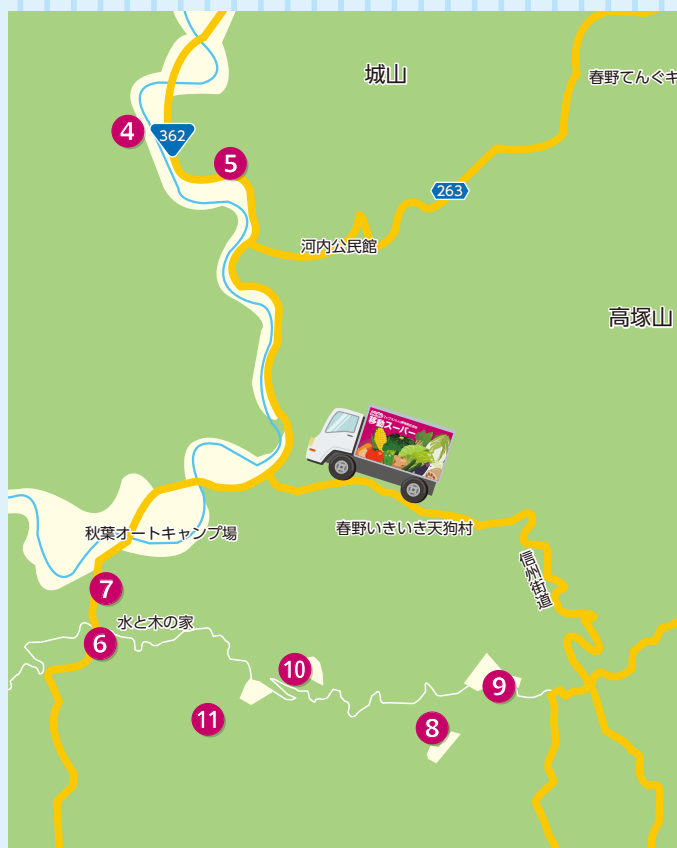 城山
春野てんぐキ
4
362
5
263
河内公民館
高塚山
移動スーパー
秋葉オートキャンプ場
春野いきいき天狗村
信州街道
7
水と木の家
6
10
9
11
8